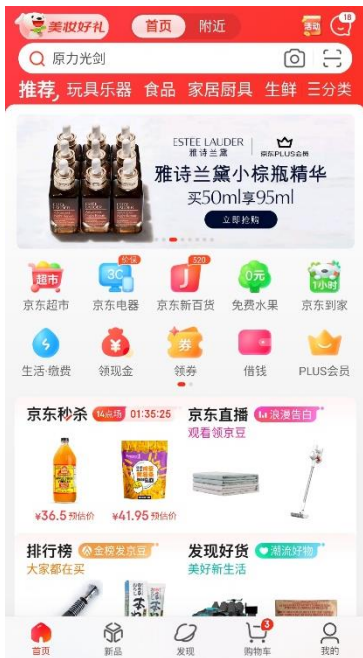 美妆好礼
首页 附近
活动
18
原力光剑
推荐 玩具乐器 食品 家居厨具 生鲜 分类
ESTEE LAUDER
雅诗兰黛
京东PLUS会员
雅诗兰黛小棕瓶精华
买50ml享95ml
立即抢购
超市 价保 3C 520 0元 1小时
京东超市 京东电器 京东新百货 免费水果 京东到家
券
生活·缴费 领现金 领券 借钱 PLUS会员
京东秒杀 14点场 01:35:25
京东直播 浪漫告白
观看领京豆
¥36.5 预估价 ¥41.95 预估价
排行榜 金榜发京豆
发现好货 潮流好物
大家都在买
美好新生活
3
首页 新品 发现 购物车 我的